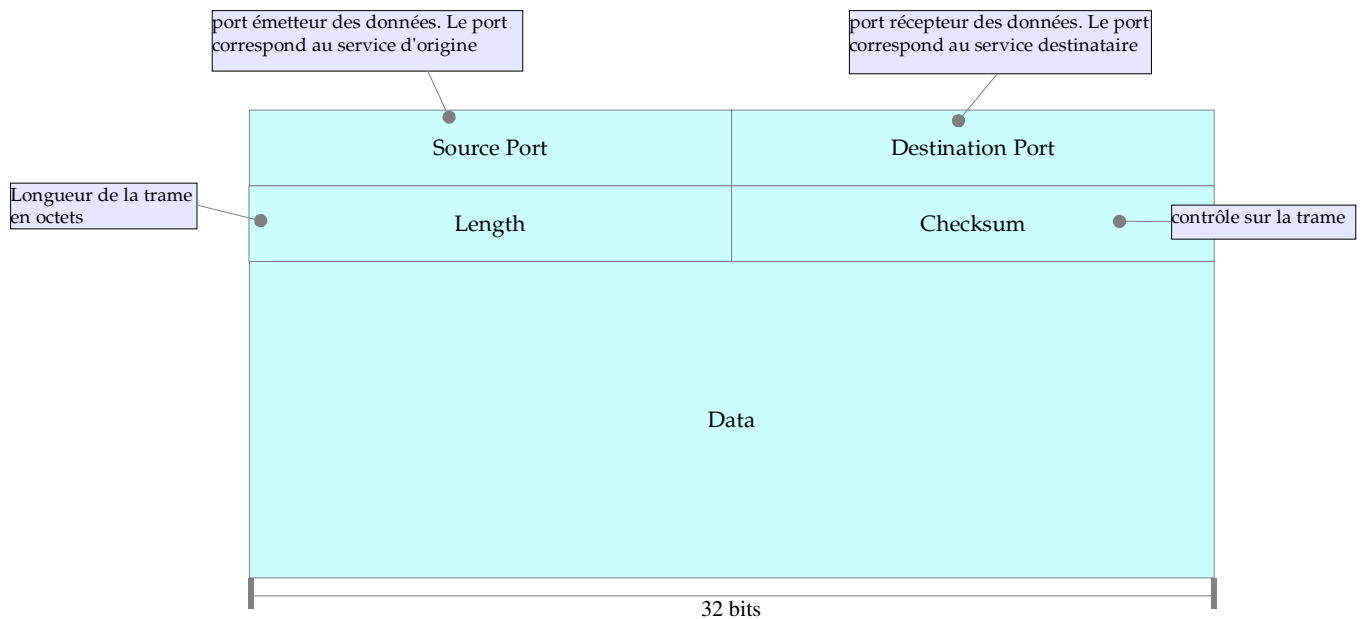 port émetteur des données. Le port
correspond au service d'origine
port récepteur des données. Le port
correspond au service destinataire
Source Port
Destination Port
Longueur de la trame
en octets
Length
Checksum
contrôle sur la trame
Data
32 bits